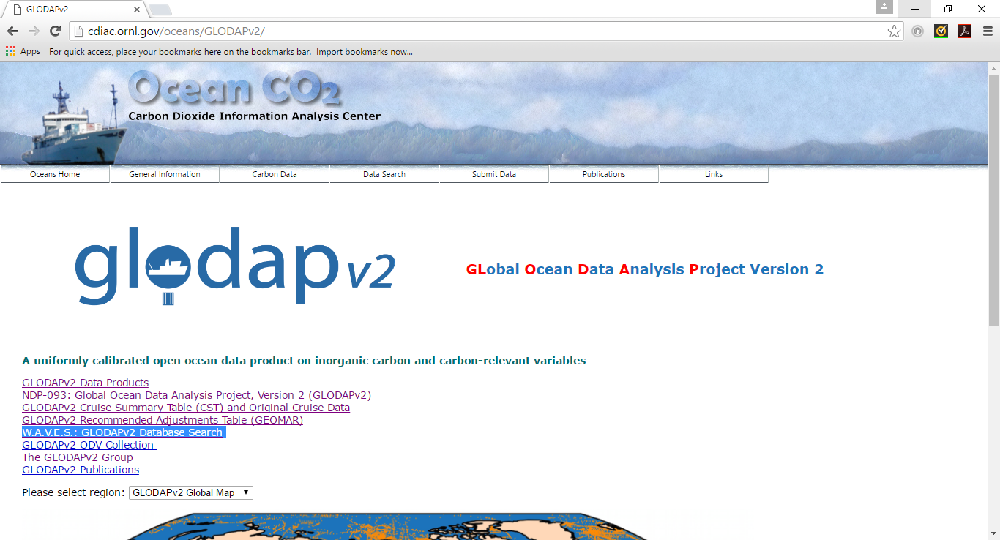 GLODAPv2
cdiac.ornl.gov/oceans/GLODAPv2/
Apps For quick access, place your bookmarks here on the bookmarks bar. Import bookmarks now...
Ocean CO2
Carbon Dioxide Information Analysis Center
Oceans Home General Information Carbon Data Data Search Submit Data Publications Links
glodap v2
GLobal Ocean Data Analysis Project Version 2
A uniformly calibrated open ocean data product on inorganic carbon and carbon-relevant variables
GLODAPv2 Data Products
NDP-093: Global Ocean Data Analysis Project, Version 2 (GLODAPv2)
GLODAPv2 Cruise Summary Table (CST) and Original Cruise Data
GLODAPv2 Recommended Adjustments Table (GEOMAR)
W.A.V.E.S.: GLODAPv2 Database Search
GLODAPv2 ODV Collection
The GLODAPv2 Group
GLODAPv2 Publications
Please select region: GLODAPv2 Global Map